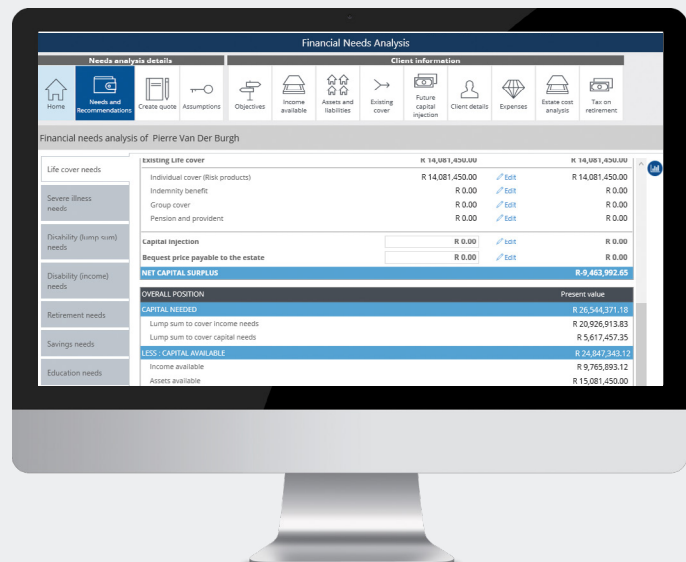 Financial Needs Analysis
Needs analysis details
Client information
Home
Needs and
Recommendations
Create quote
Assumptions
Objectives
Income
available
Assets and
liabilities
Existing
cover
Future
capital
injection
Client details
Expenses
Estate cost
analysis
Tax on
retirement
Financial needs analysis of Pierre Van Der Burgh
Life cover needs
Severe illness
needs
Disability (lump sum)
needs
Disability (income)
needs
Retirement needs
Savings needs
Education needs
Existing Life cover R 14,081,450.00 R 14,081,450.00
Individual cover (Risk products) R 14,081,450.00 Edit R 14,081,450.00
Indemnity benefit R 0.00 Edit R 0.00
Group cover R 0.00 Edit R 0.00
Pension and provident R 0.00 Edit R 0.00
Capital injection R 0.00 Edit R 0.00
Bequest price payable to the estate R 0.00 Edit R 0.00
NET CAPITAL SURPLUS R-9,463,992.65
OVERALL POSITION Present value
CAPITAL NEEDED R 26,544,371.18
Lump sum to cover income needs R 20,926,913.83
Lump sum to cover capital needs R 5,617,457.35
LESS : CAPITAL AVAILABLE R 24,847,343.12
Income available R 9,765,893.12
Assets available R 15,081,450.00